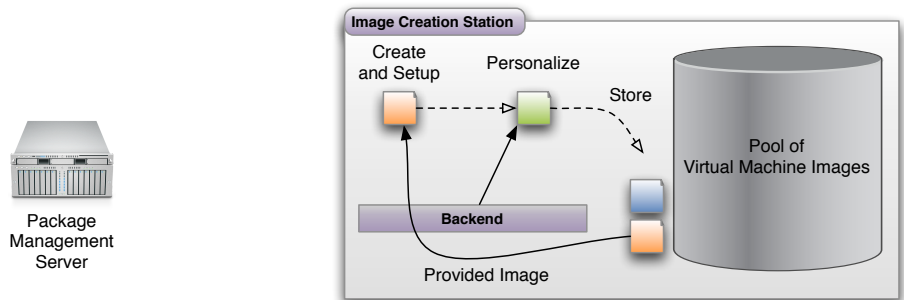 Image Creation Station
Create
and Setup
Personalize
Store
Pool of
Virtual Machine Images
Backend
Provided Image
Package
Management
Server